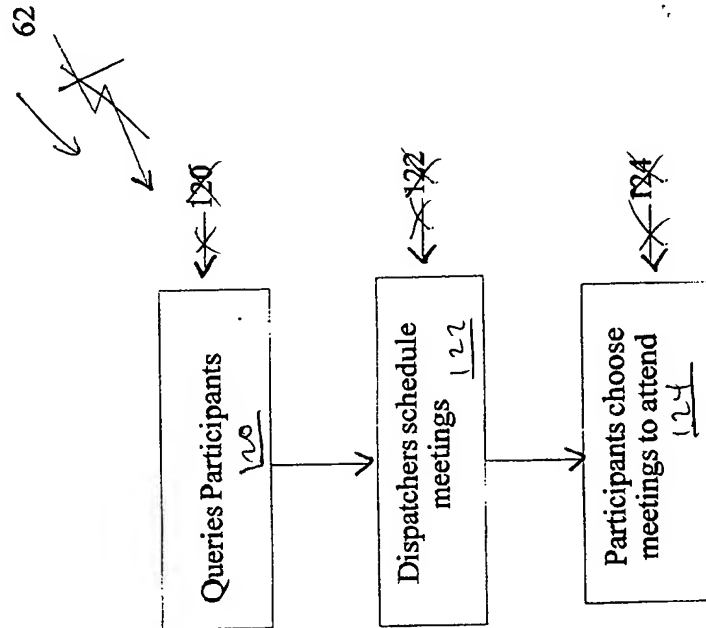 62
Queries Participants
120
120
Dispatchers schedule
meetings
122
122
Participants choose
meetings to attend
124
124